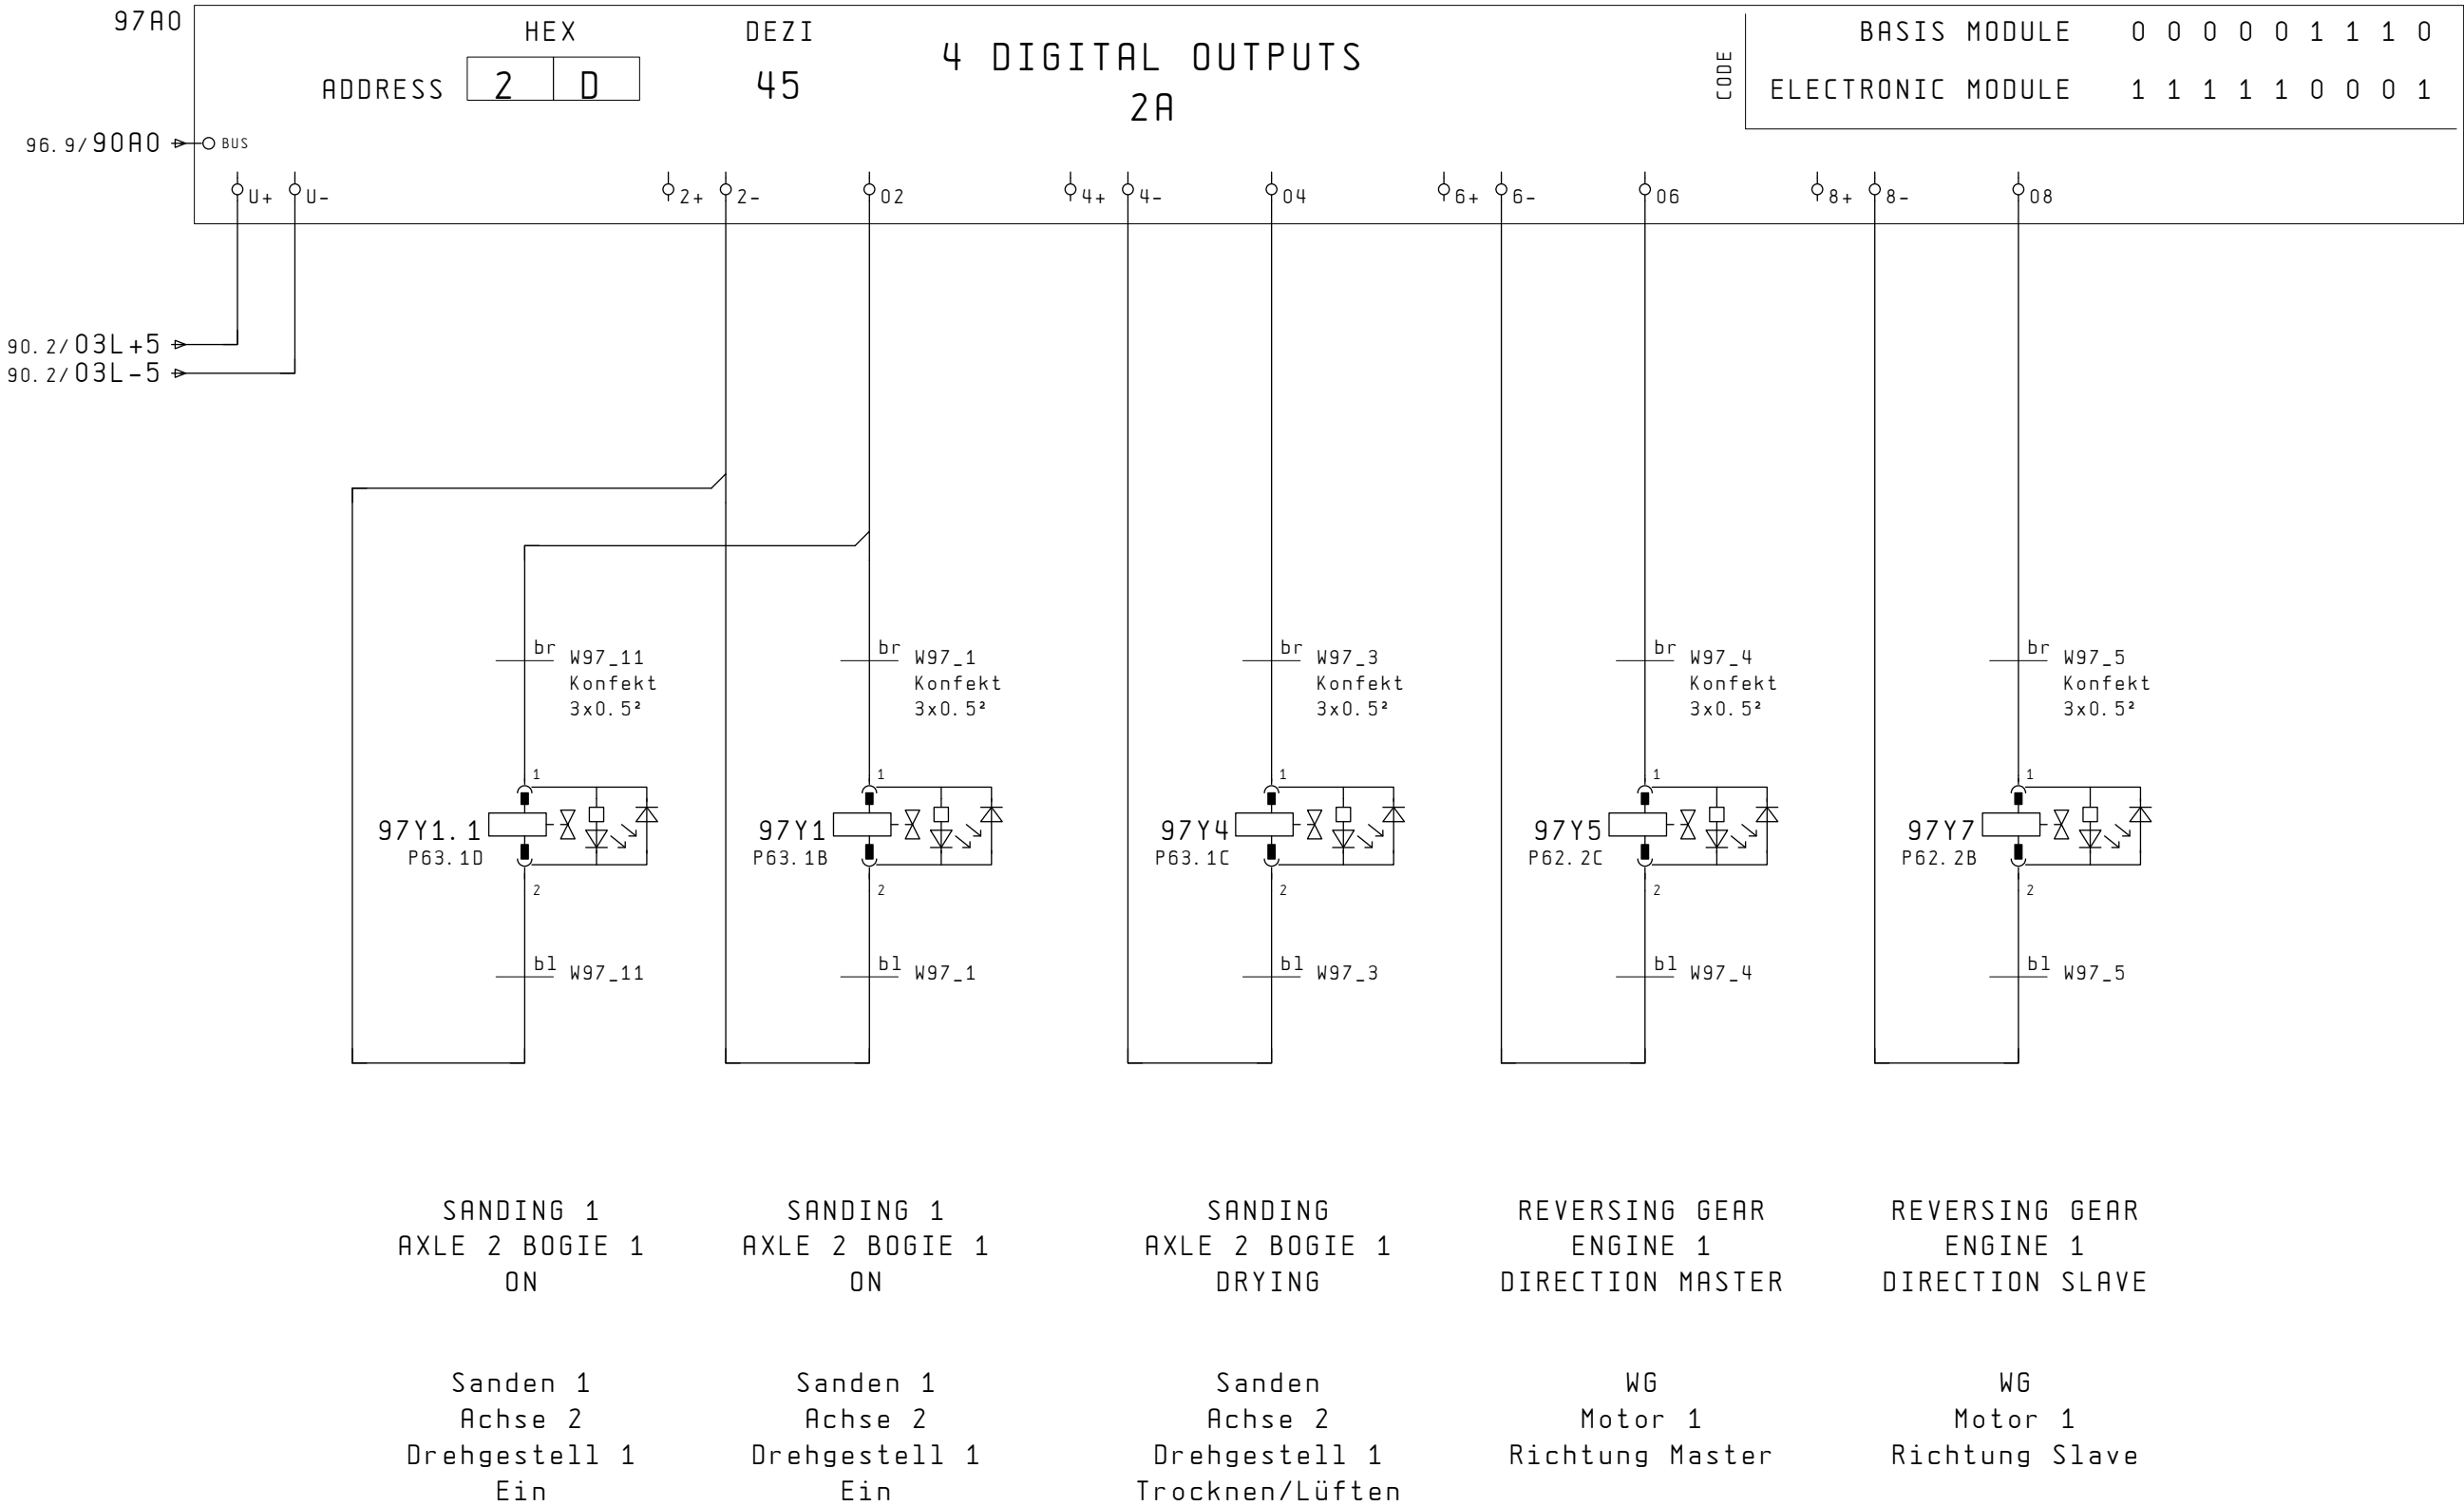 97A0
HEX
DEZI
4 DIGITAL OUTPUTS
2A
ADDRESS 2 D 45
CODE
BASIS MODULE 0 0 0 0 0 1 1 1 0
ELECTRONIC MODULE 1 1 1 1 1 0 0 0 1
96.9/90A0 BUS
U+ U- 2+ 2- 02 4+ 4- 04 6+ 6- 06 8+ 8- 08
90.2/03L+5
90.2/03L-5
br W97_11
Konfekt
3x0.5²
br W97_1
Konfekt
3x0.5²
br W97_3
Konfekt
3x0.5²
br W97_4
Konfekt
3x0.5²
br W97_5
Konfekt
3x0.5²
1
97Y1.1
P63.1D
2
1
97Y1
P63.1B
2
1
97Y4
P63.1C
2
1
97Y5
P62.2C
2
1
97Y7
P62.2B
2
bl W97_11
bl W97_1
bl W97_3
bl W97_4
bl W97_5
SANDING 1
AXLE 2 BOGIE 1
ON
SANDING 1
AXLE 2 BOGIE 1
ON
SANDING
AXLE 2 BOGIE 1
DRYING
REVERSING GEAR
ENGINE 1
DIRECTION MASTER
REVERSING GEAR
ENGINE 1
DIRECTION SLAVE
Sanden 1
Achse 2
Drehgestell 1
Ein
Sanden 1
Achse 2
Drehgestell 1
Ein
Sanden
Achse 2
Drehgestell 1
Trocknen/Lüften
WG
Motor 1
Richtung Master
WG
Motor 1
Richtung Slave